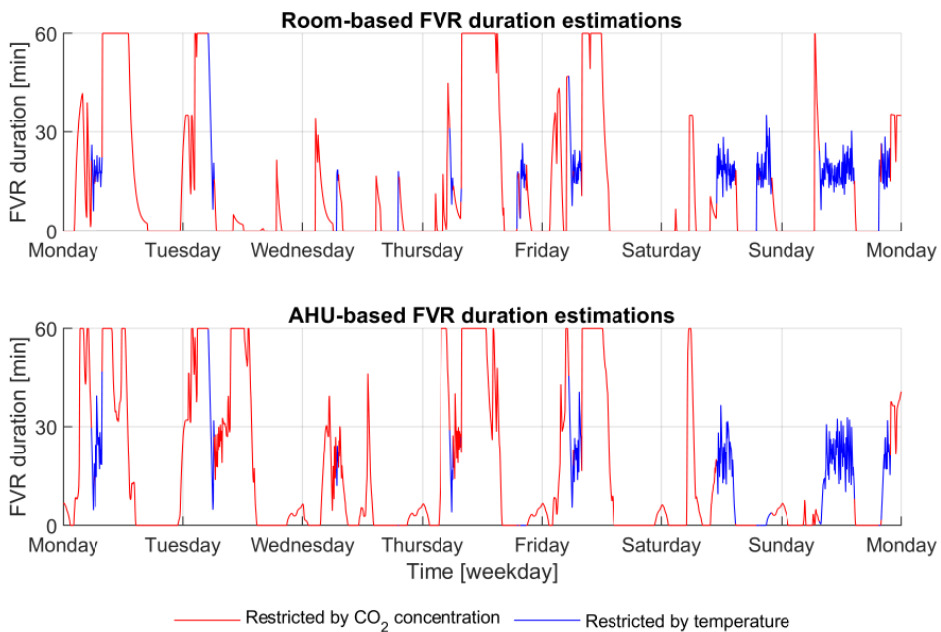 Room-based FVR duration estimations
FVR duration [min]
60
30
0
Monday Tuesday Wednesday Thursday Friday Saturday Sunday Monday
AHU-based FVR duration estimations
FVR duration [min]
60
30
0
Monday Tuesday Wednesday Thursday Friday Saturday Sunday Monday
Time [weekday]
Restricted by CO2 concentration Restricted by temperature